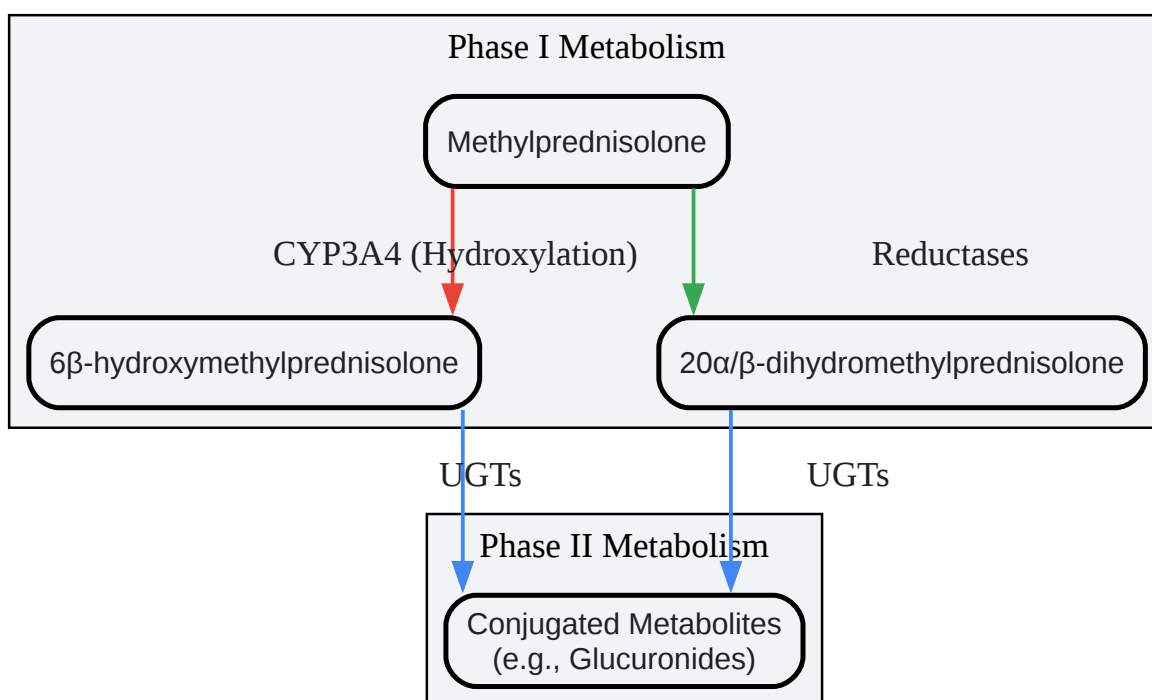 Phase I Metabolism
Methylprednisolone
CYP3A4 (Hydroxylation)
Reductases
6β-hydroxymethylprednisolone
20α/β-dihydromethylprednisolone
UGTs
UGTs
Phase II Metabolism
Conjugated Metabolites
(e.g., Glucuronides)